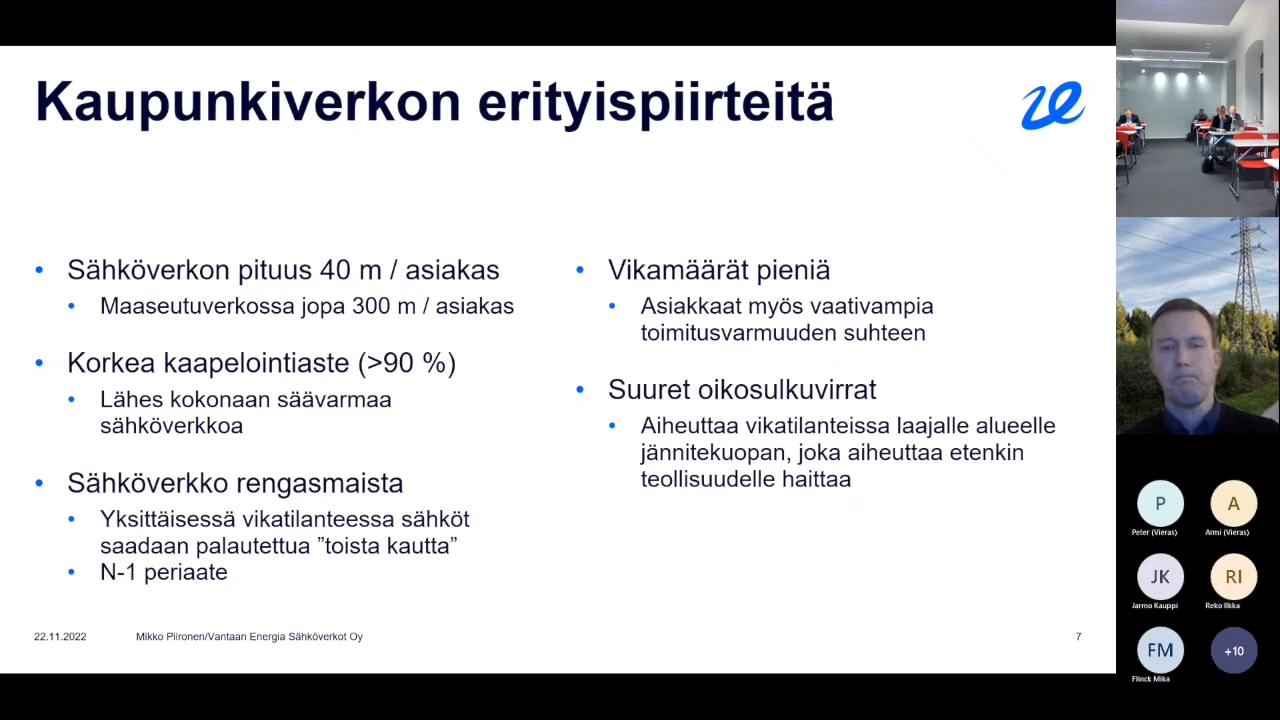 Kaupunkiverkon erityispiirteitä
• Sähköverkon pituus 40 m / asiakas
• Maaseutuverkossa jopa 300 m / asiakas
• Korkea kaapelointiaste (>90 %)
• Lähes kokonaan säävarmaa
sähköverkkoa
• Sähköverkko rengasmaista
• Yksittäisessä vikatilanteessa sähköt
saadaan palautettua ”toista kautta”
• N-1 periaate
• Vikamäärät pieniä
• Asiakkaat myös vaativampia
toimitusvarmuuden suhteen
• Suuret oikosulkuvirrat
• Aiheuttaa vikatilanteissa laajalle alueelle
jännitekuopan, joka aiheuttaa etenkin
teollisuudelle haittaa
22.11.2022
Mikko Piironen/Vantaan Energia Sähköverkot Oy
7
P
Peter (Vieras)
A
Armi (Vieras)
JK
Jarmo Kauppi
RI
Reko Ilkka
FM
Flinck Mika
+10